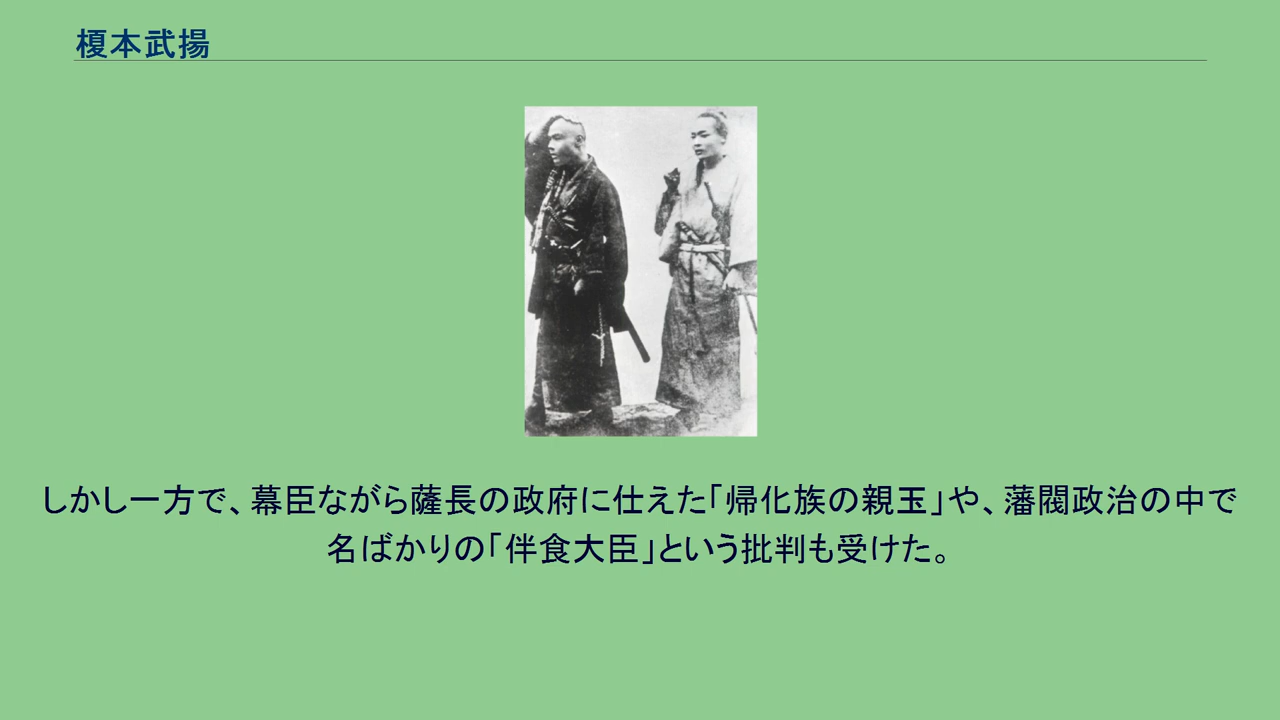 榎本武揚
しかし一方で、幕臣ながら薩長の政府に仕えた「帰化族の親玉」や、藩閥政治の中で
名ばかりの「伴食大臣」という批判も受けた。